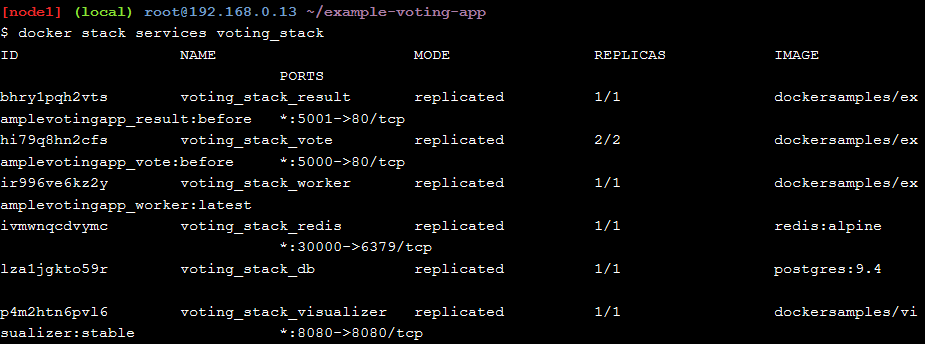 [node1] (local) root@192.168.0.13 ~/example-voting-app
$ docker stack services voting_stack
ID                  NAME                      MODE                REPLICAS            IMAGE
                               PORTS
bhry1pqh2vts        voting_stack_result       replicated          1/1                 dockersamples/ex
amplevotingapp_result:before   *:5001->80/tcp
hi79q8hn2cfs        voting_stack_vote         replicated          2/2                 dockersamples/ex
amplevotingapp_vote:before     *:5000->80/tcp
ir996ve6kz2y        voting_stack_worker       replicated          1/1                 dockersamples/ex
amplevotingapp_worker:latest
ivmwnqcdvymc        voting_stack_redis        replicated          1/1                 redis:alpine
                               *:30000->6379/tcp
lza1jgkto59r        voting_stack_db           replicated          1/1                 postgres:9.4
p4m2htn6pvl6        voting_stack_visualizer   replicated          1/1                 dockersamples/vi
sualizer:stable                *:8080->8080/tcp